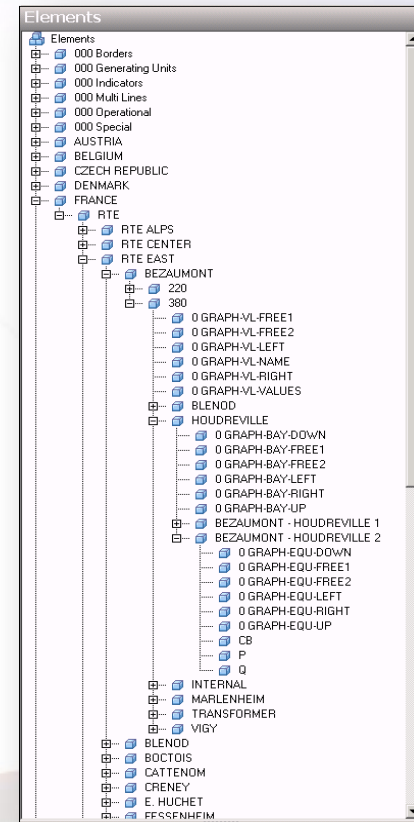 Elements
Elements
000 Borders
000 Generating Units
000 Indicators
000 Multi Lines
000 Operational
000 Special
AUSTRIA
BELGIUM
CZECH REPUBLIC
DENMARK
FRANCE
RTE
RTE ALPS
RTE CENTER
RTE EAST
BEZAUMONT
220
380
0 GRAPH-VL-FREE1
0 GRAPH-VL-FREE2
0 GRAPH-VL-LEFT
0 GRAPH-VL-NAME
0 GRAPH-VL-RIGHT
0 GRAPH-VL-VALUES
BLENOD
HOUDREVILLE
0 GRAPH-BAY-DOWN
0 GRAPH-BAY-FREE1
0 GRAPH-BAY-FREE2
0 GRAPH-BAY-LEFT
0 GRAPH-BAY-RIGHT
0 GRAPH-BAY-UP
BEZAUMONT - HOUDREVILLE 1
BEZAUMONT - HOUDREVILLE 2
0 GRAPH-EQU-DOWN
0 GRAPH-EQU-FREE1
0 GRAPH-EQU-FREE2
0 GRAPH-EQU-LEFT
0 GRAPH-EQU-RIGHT
0 GRAPH-EQU-UP
CB
P
Q
INTERNAL
MARLENHEIM
TRANSFORMER
VIGY
BLENOD
BOCTOIS
CATTENOM
CRENEY
E. HUCHET
FESSENHEIM